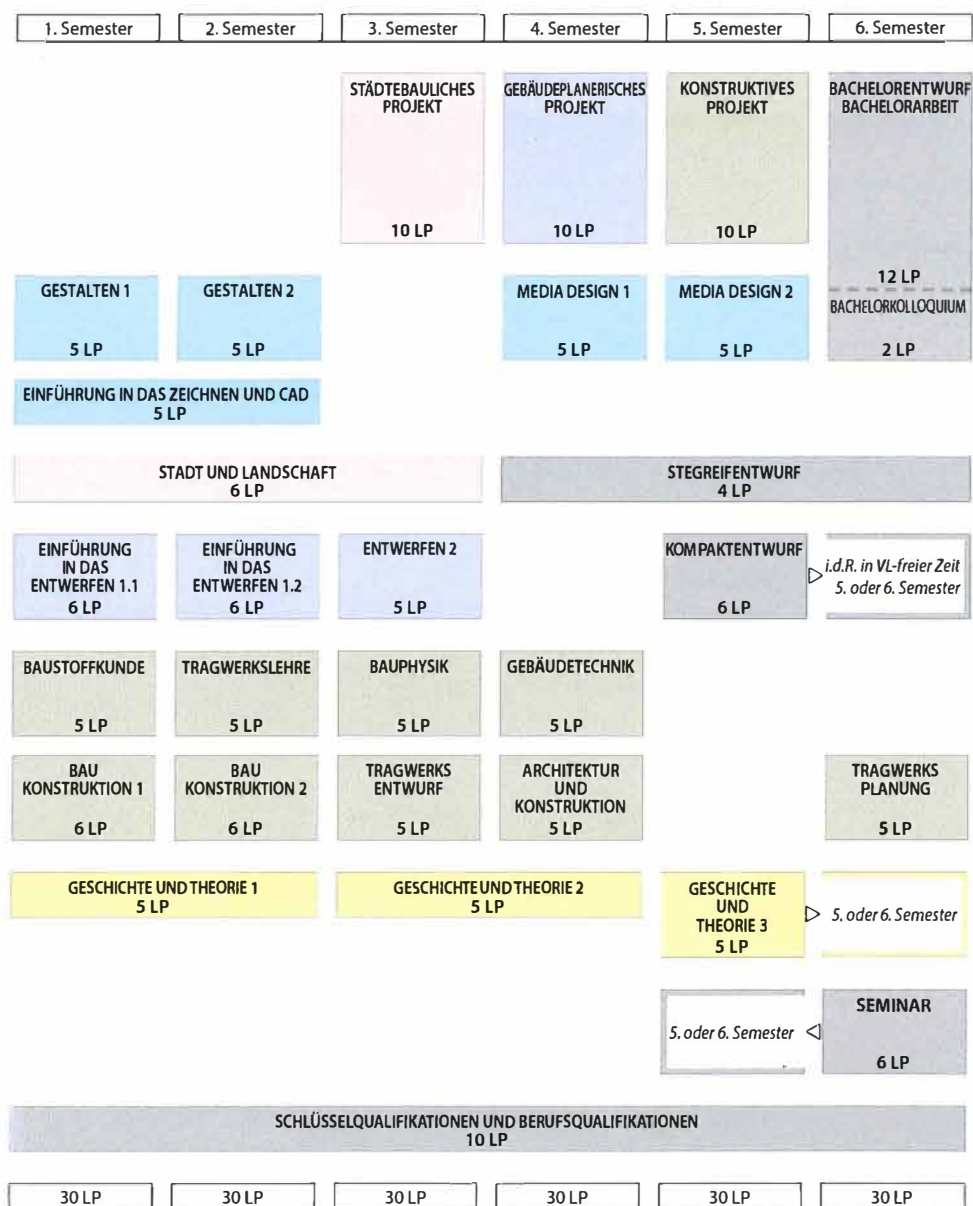 1. Semester
2. Semester
3. Semester
4. Semester
5. Semester
6. Semester
STÄDTEBAULICHES
PROJEKT
10 LP
GEBÄUDEPLANERISCHES
PROJEKT
10 LP
KONSTRUKTIVES
PROJEKT
10 LP
BACHELORENTWURF
BACHELORARBEIT
12 LP
BACHELORKOLLOQUIUM
2 LP
GESTALTEN 1
5 LP
GESTALTEN 2
5 LP
MEDIA DESIGN 1
5 LP
MEDIA DESIGN 2
5 LP
EINFÜHRUNG IN DAS ZEICHNEN UND CAD
5 LP
STADT UND LANDSCHAFT
6 LP
STEGREIFENTWURF
4 LP
EINFÜHRUNG
IN DAS
ENTWERFEN 1.1
6 LP
EINFÜHRUNG
IN DAS
ENTWERFEN 1.2
6 LP
ENTWERFEN 2
5 LP
KOMPAKTENTWURF
6 LP
i.d.R. in VL-freier Zeit
5. oder 6. Semester
BAUSTOFFKUNDE
5 LP
TRAGWERKSLEHRE
5 LP
BAUPHYSIK
5 LP
GEBÄUDETECHNIK
5 LP
BAU
KONSTRUKTION 1
6 LP
BAU
KONSTRUKTION 2
6 LP
TRAGWERKS
ENTWURF
5 LP
ARCHITEKTUR
UND
KONSTRUKTION
5 LP
TRAGWERKS
PLANUNG
5 LP
GESCHICHTE UND THEORIE 1
5 LP
GESCHICHTE UND THEORIE 2
5 LP
GESCHICHTE
UND
THEORIE 3
5 LP
5. oder 6. Semester
5. oder 6. Semester
SEMINAR
6 LP
SCHLÜSSELQUALIFIKATIONEN UND BERUFSQUALIFIKATIONEN
10 LP
30 LP
30 LP
30 LP
30 LP
30 LP
30 LP